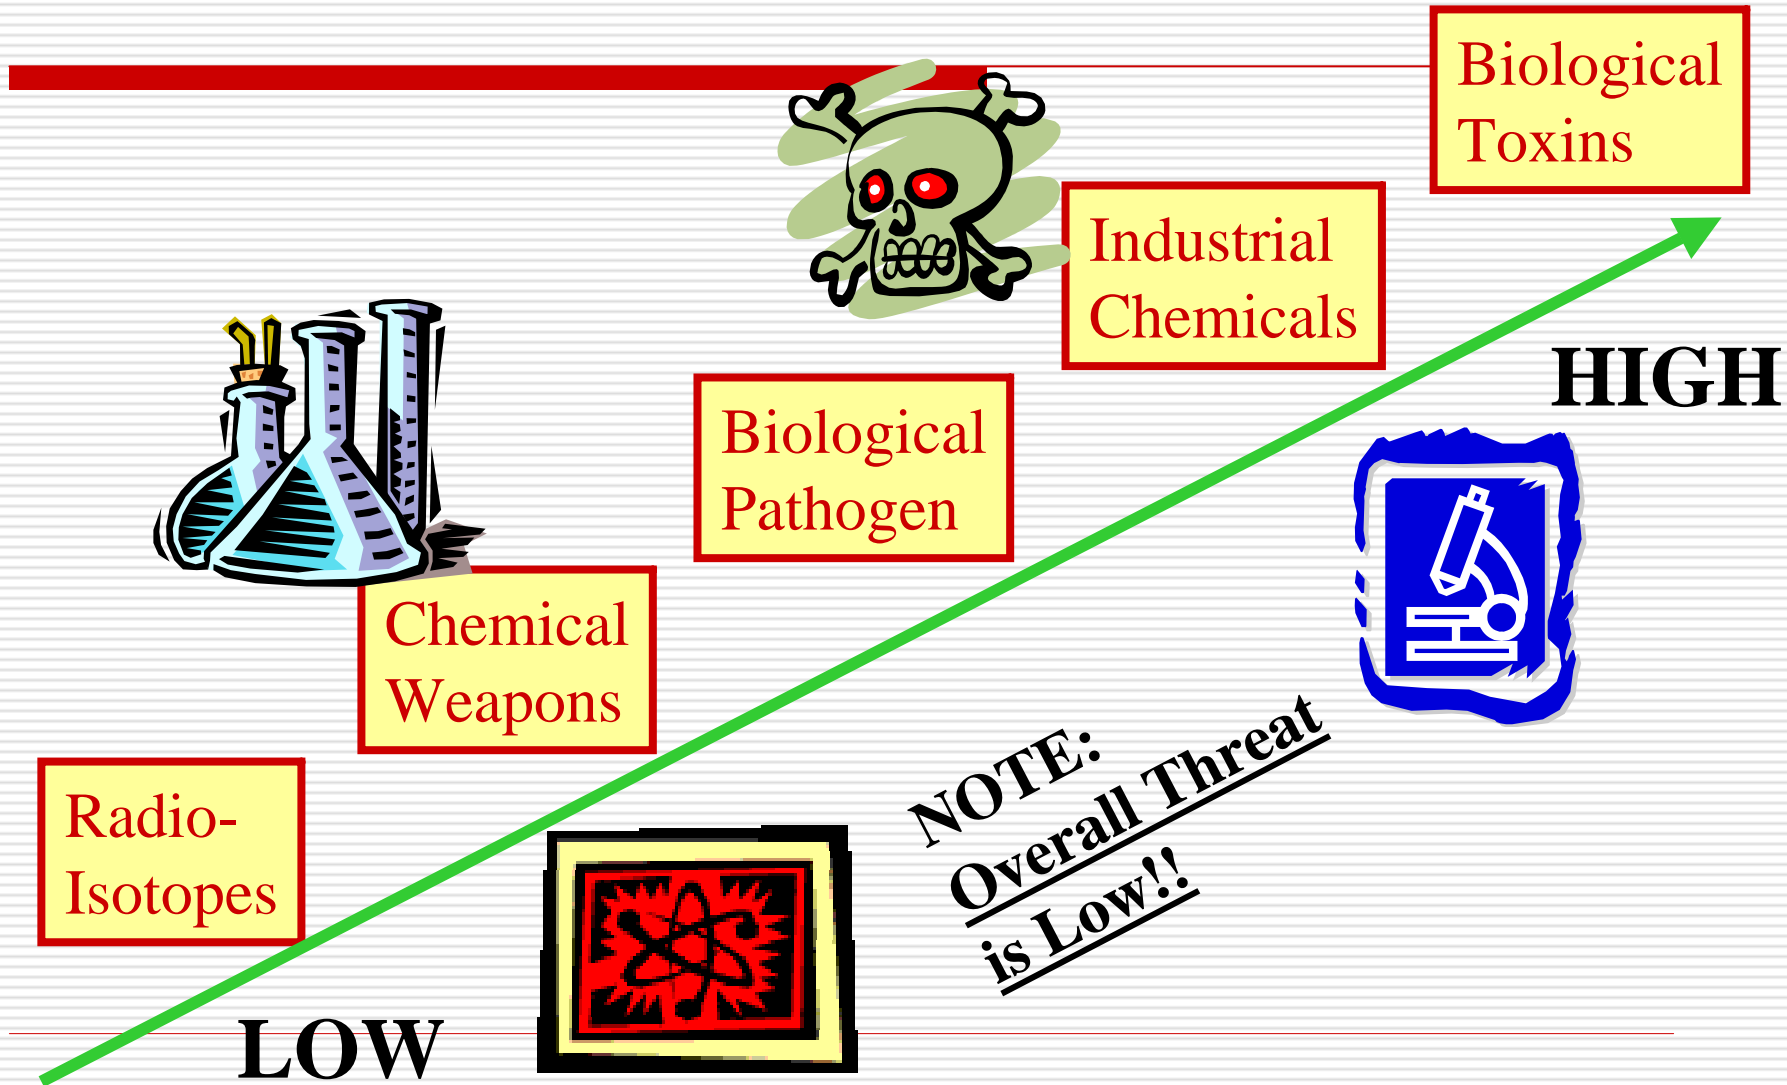 Biological
Toxins
Industrial
Chemicals
HIGH
Biological
Pathogen
Chemical
Weapons
NOTE:
Overall Threat
is Low!!
Radio-
Isotopes
LOW